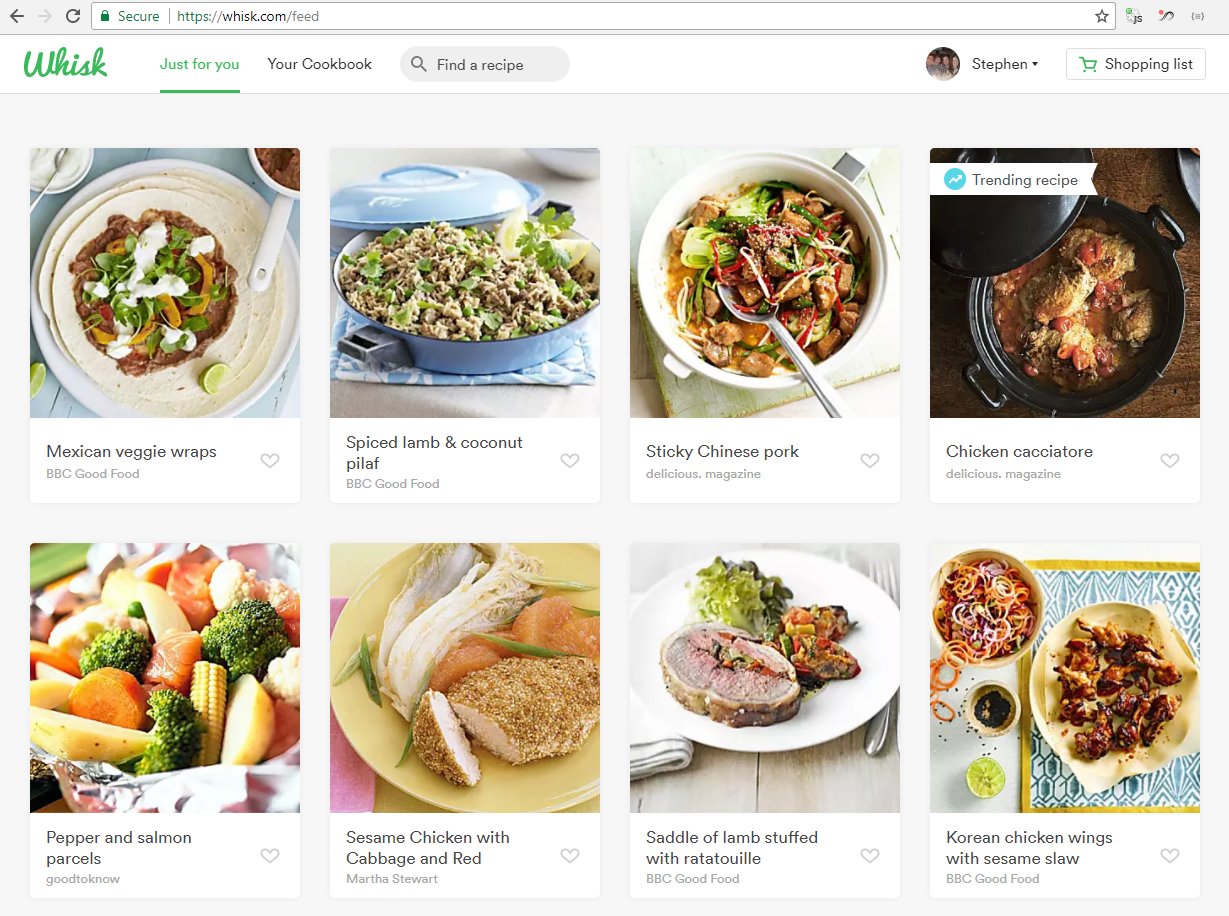 Secure https://whisk.com/feed
js
Whisk
Just for you
Your Cookbook
Find a recipe
Stephen
Shopping list
Trending recipe
Mexican veggie wraps
BBC Good Food
Spiced lamb & coconut
pilaf
BBC Good Food
Sticky Chinese pork
delicious. magazine
Chicken cacciatore
delicious. magazine
Pepper and salmon
parcels
goodtoknow
Sesame Chicken with
Cabbage and Red
Martha Stewart
Saddle of lamb stuffed
with ratatouille
BBC Good Food
Korean chicken wings
with sesame slaw
BBC Good Food